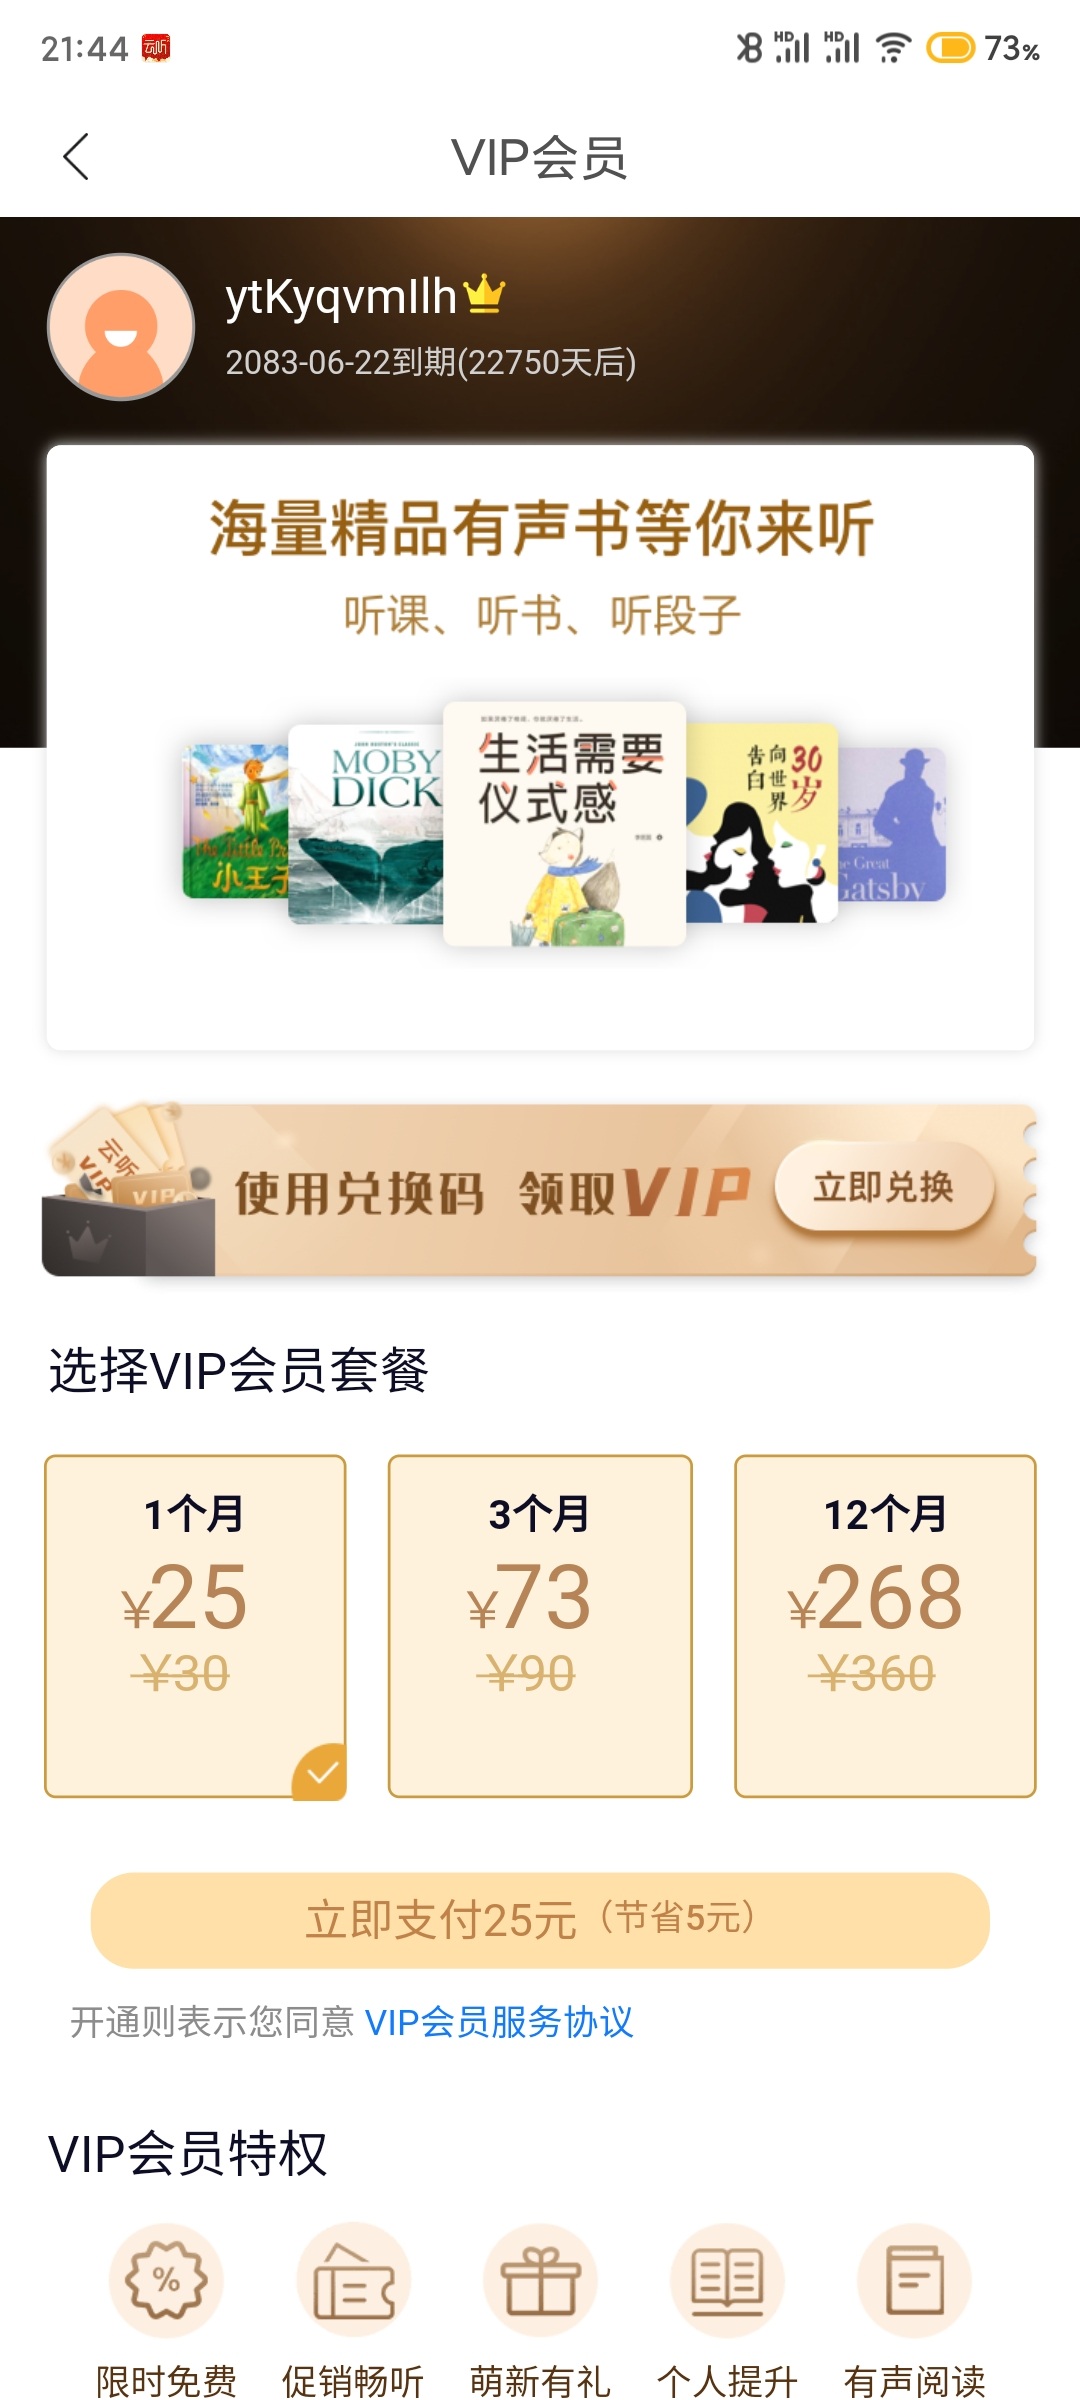 21:44 云听 HD HD 73%
VIP会员
ytKyqvmIlh
2083-06-22到期(22750天后)
海量精品有声书等你来听
听课、听书、听段子
The Little Pr
小王子
MOBY
DICK
生活需要
仪式感
30岁
向世界
告白
he Great
Gatsby
云听
VIP
VIP
使用兑换码 领取VIP
立即兑换
选择VIP会员套餐
1个月
¥25
¥30
3个月
¥73
¥90
12个月
¥268
¥360
立即支付25元（节省5元）
开通则表示您同意 VIP会员服务协议
VIP会员特权
%
限时免费 促销畅听 萌新有礼 个人提升 有声阅读